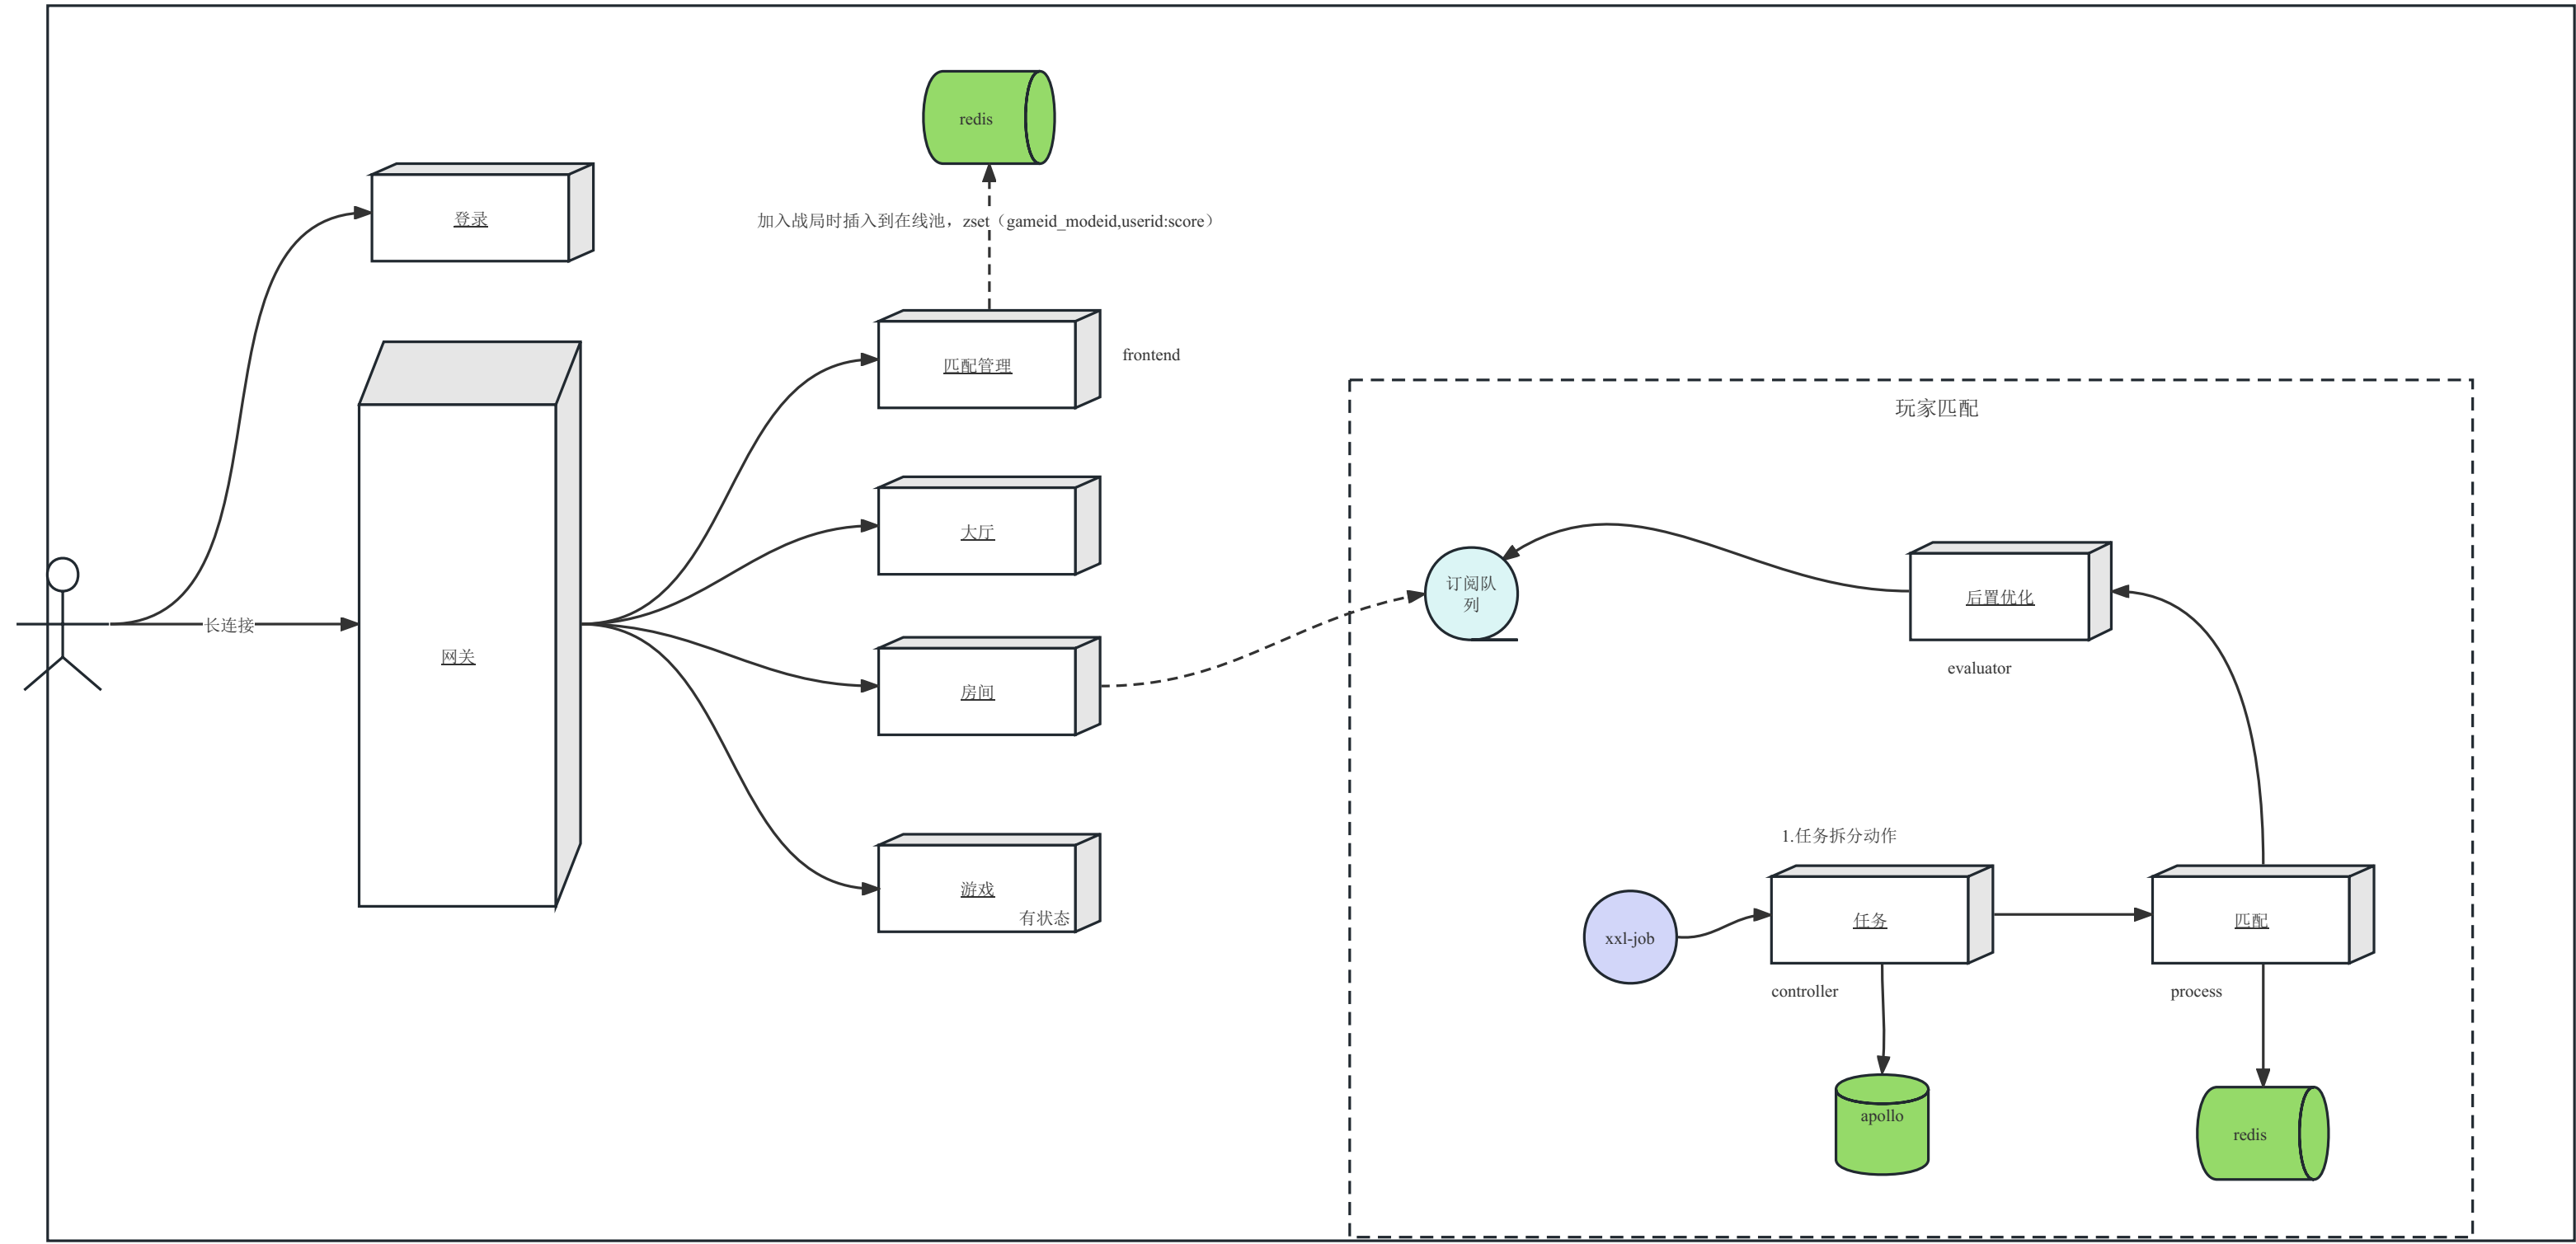 redis
登录
加入战局时插入到在线池，zset（gameid_modeid,userid:score）
匹配管理
frontend
玩家匹配
大厅
订阅队
列
后置优化
长连接
网关
evaluator
房间
1.任务拆分动作
游戏
有状态
xxl-job
任务
匹配
controller
process
apollo
redis